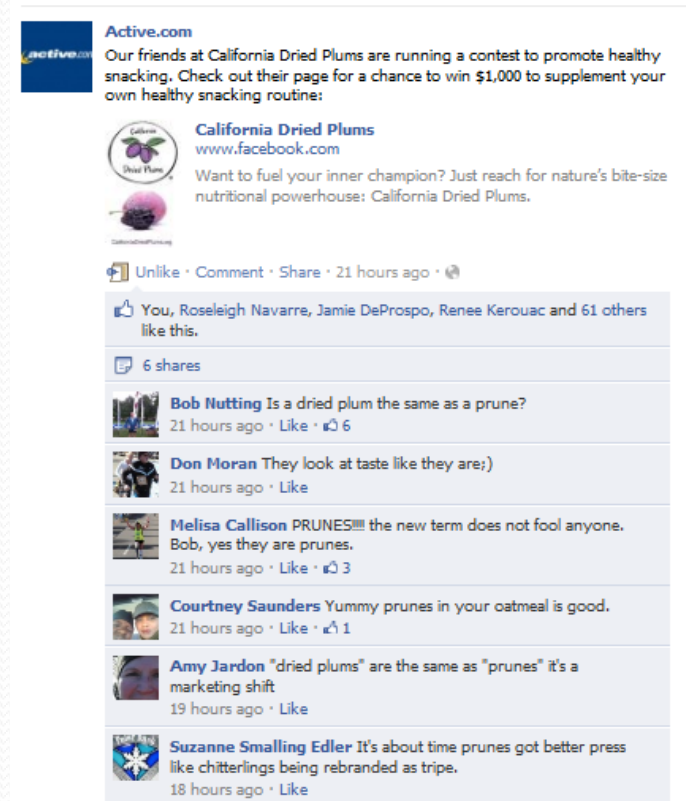 Active.com
active.com
Our friends at California Dried Plums are running a contest to promote healthy
snacking. Check out their page for a chance to win $1,000 to supplement your
own healthy snacking routine:
California
Dried Plums
California Dried Plums
www.facebook.com
Want to fuel your inner champion? Just reach for nature's bite-size
nutritional powerhouse: California Dried Plums.
CaliforniaDriedPlums.org
Unlike · Comment · Share · 21 hours ago ·
You, Roseleigh Navarre, Jamie DeProspo, Renee Kerouac and 61 others
like this.
6 shares
Bob Nutting Is a dried plum the same as a prune?
21 hours ago · Like · 6
Don Moran They look at taste like they are;)
21 hours ago · Like
Melisa Callison PRUNES!!!! the new term does not fool anyone.
Bob, yes they are prunes.
21 hours ago · Like · 3
Courtney Saunders Yummy prunes in your oatmeal is good.
21 hours ago · Like · 1
Amy Jardon "dried plums" are the same as "prunes" it's a
marketing shift
19 hours ago · Like
Suzanne Smalling Edler It's about time prunes got better press
like chitterlings being rebranded as tripe.
18 hours ago · Like